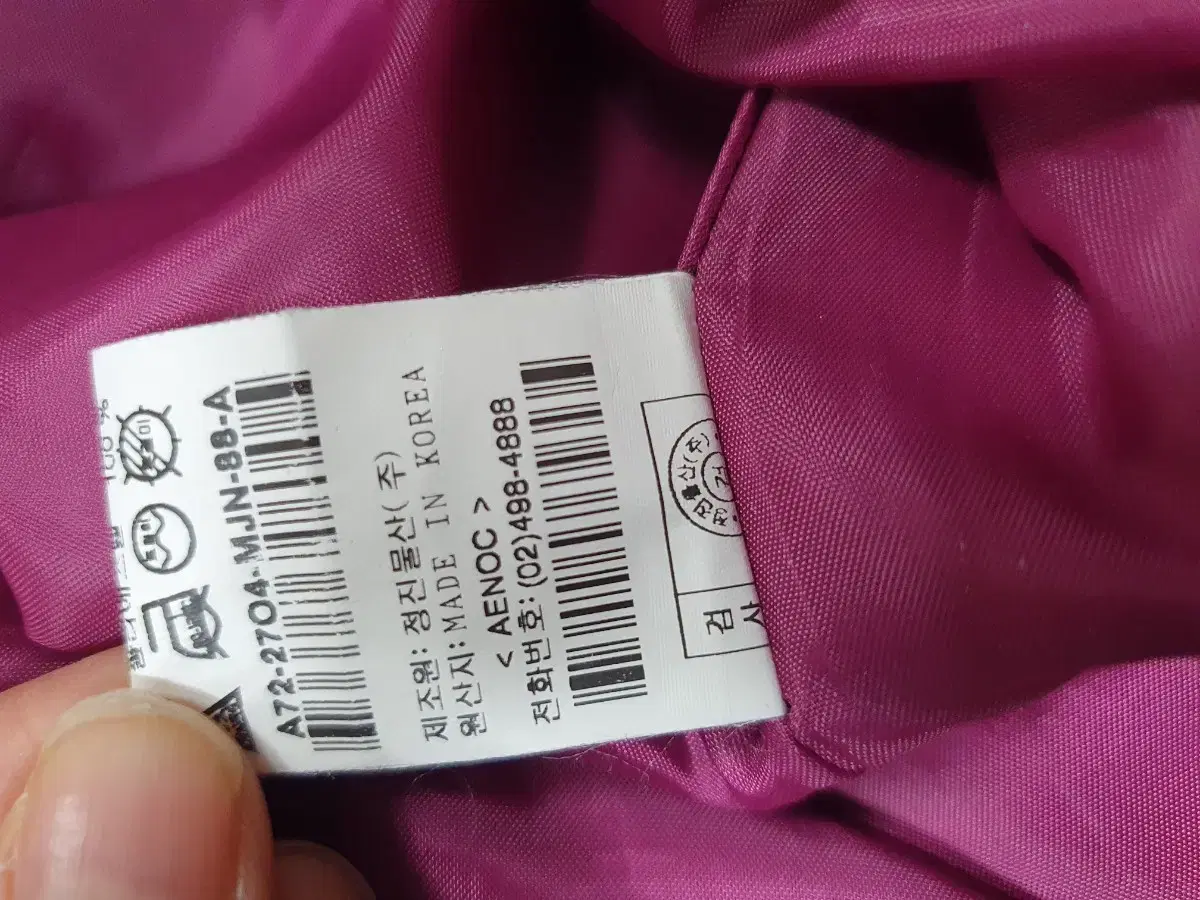 100 %
A72-2704-MJN-88-A
제조원: 정진물산(주)
원산지: MADE IN KOREA
< AENOC >
전화번호: (02)498-4888
검사